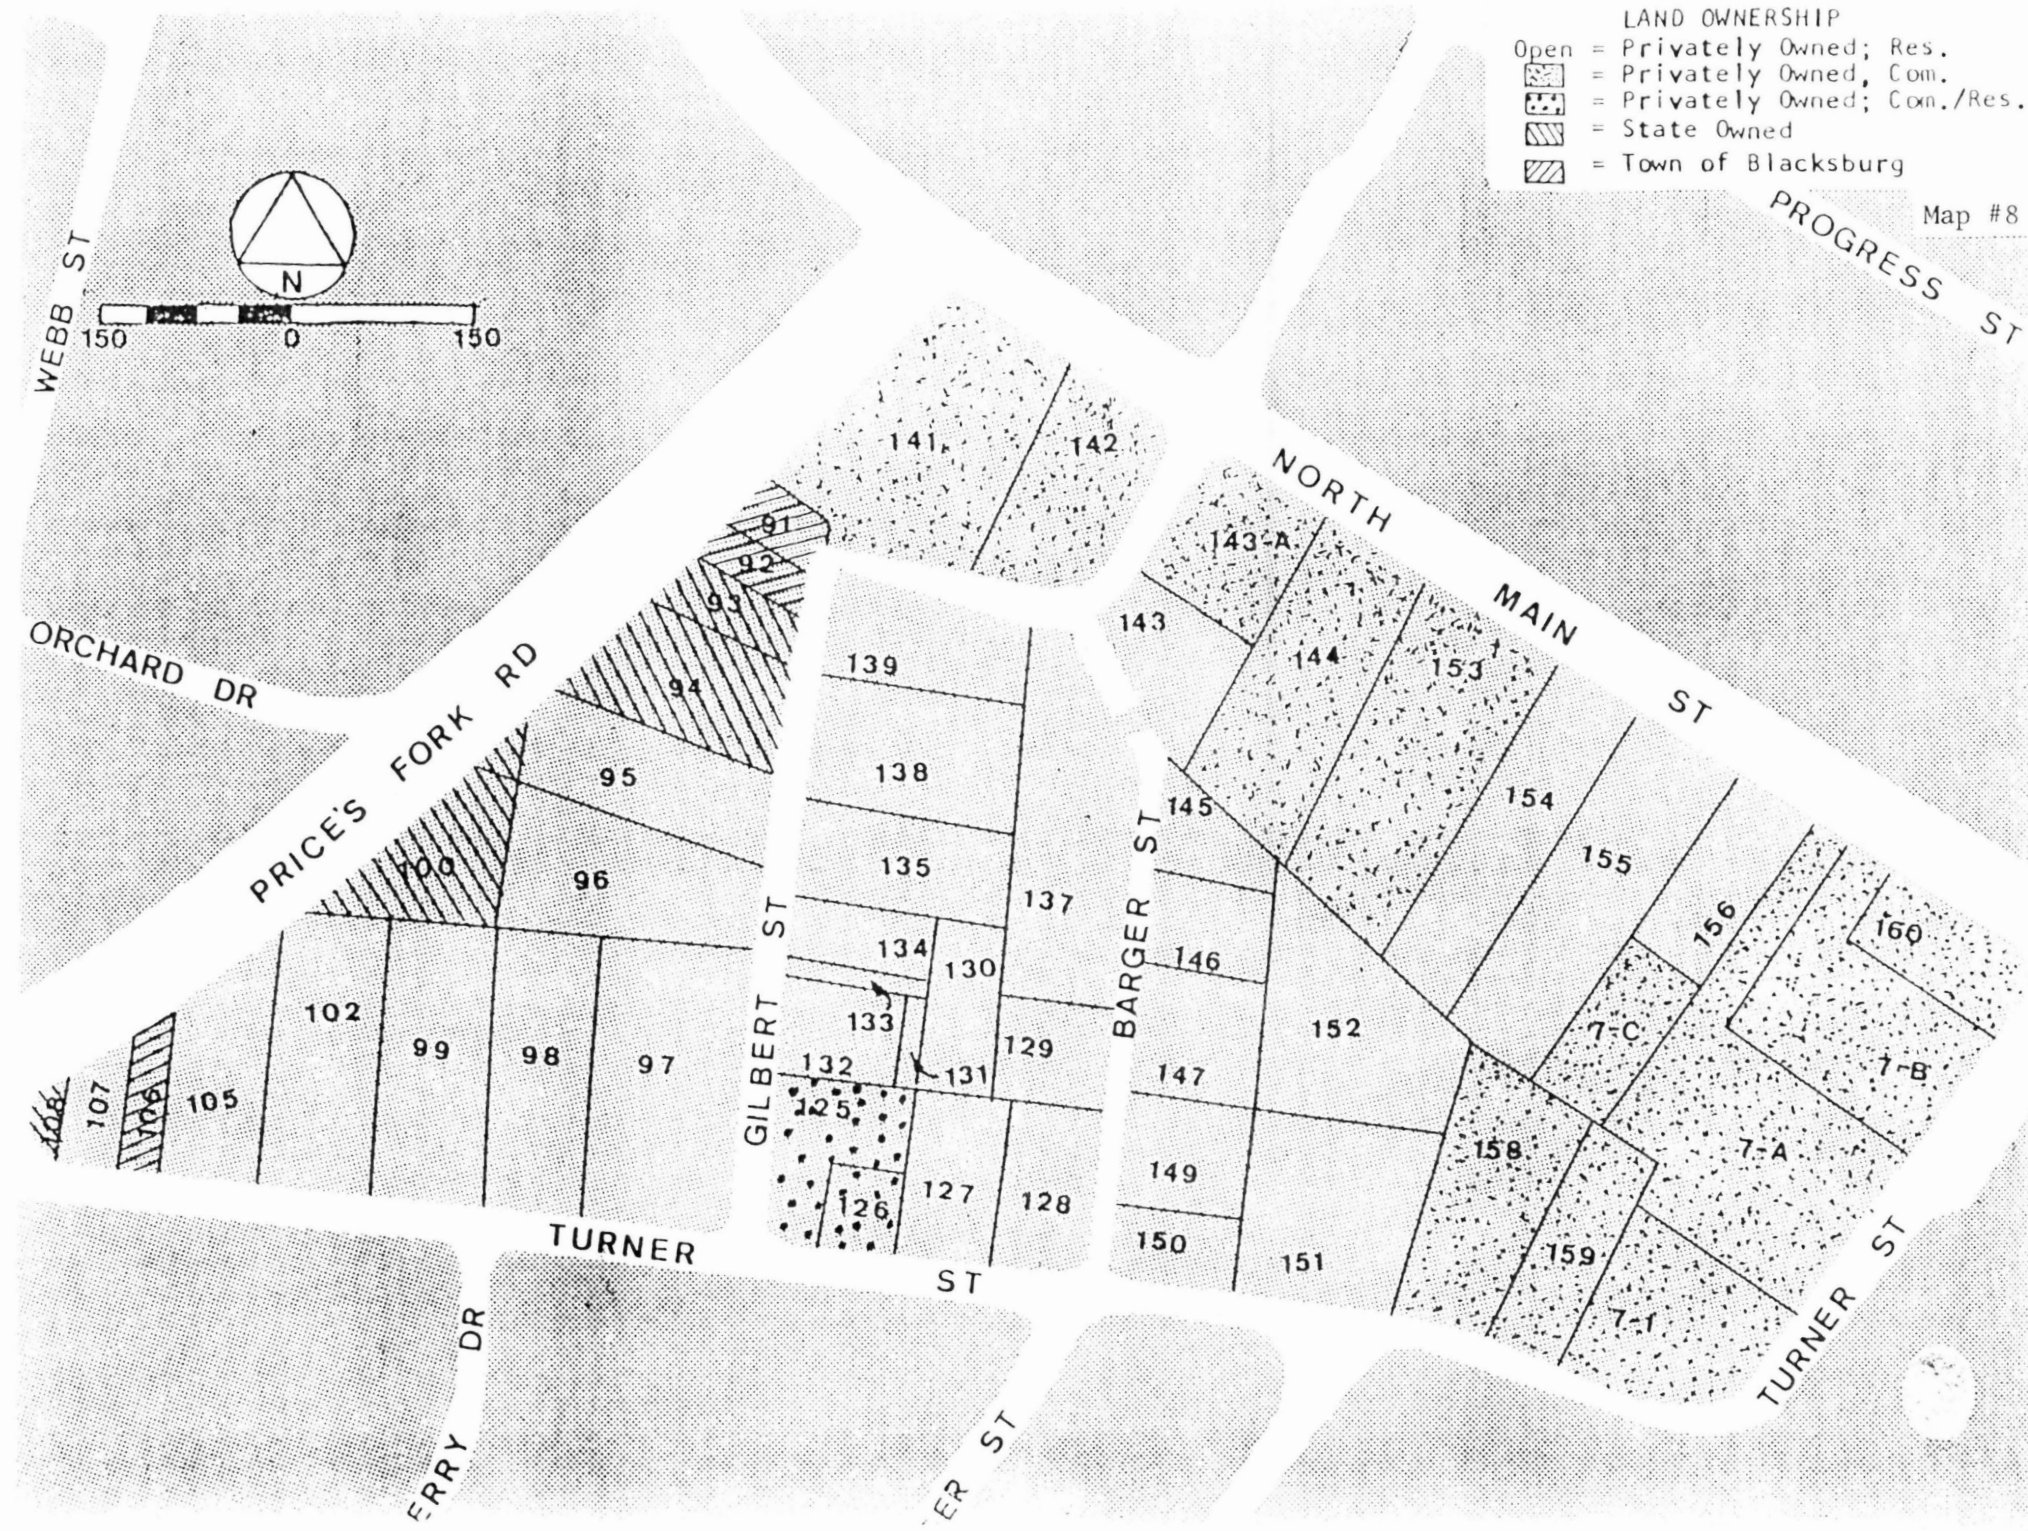 LAND OWNERSHIP
Open = Privately Owned; Res.
= Privately Owned, Com.
= Privately Owned; Com./Res.
= State Owned
= Town of Blacksburg
Map #8
PROGRESS ST
WEBB ST
N
150 0 150
ORCHARD DR
PRICE'S FORK RD
NORTH MAIN ST
GILBERT ST
BARGER ST
TURNER ST
TURNER ST
ERRY DR
ER ST
141
142
91
92
93
94
95
96
100
102
99
98
97
105
106
107
108
139
138
135
137
134
130
133
132
131
129
125
126
127
128
143-A
143
144
153
145
154
155
156
160
146
147
152
149
150
151
7-C
7-B
7-A
158
159
7-1